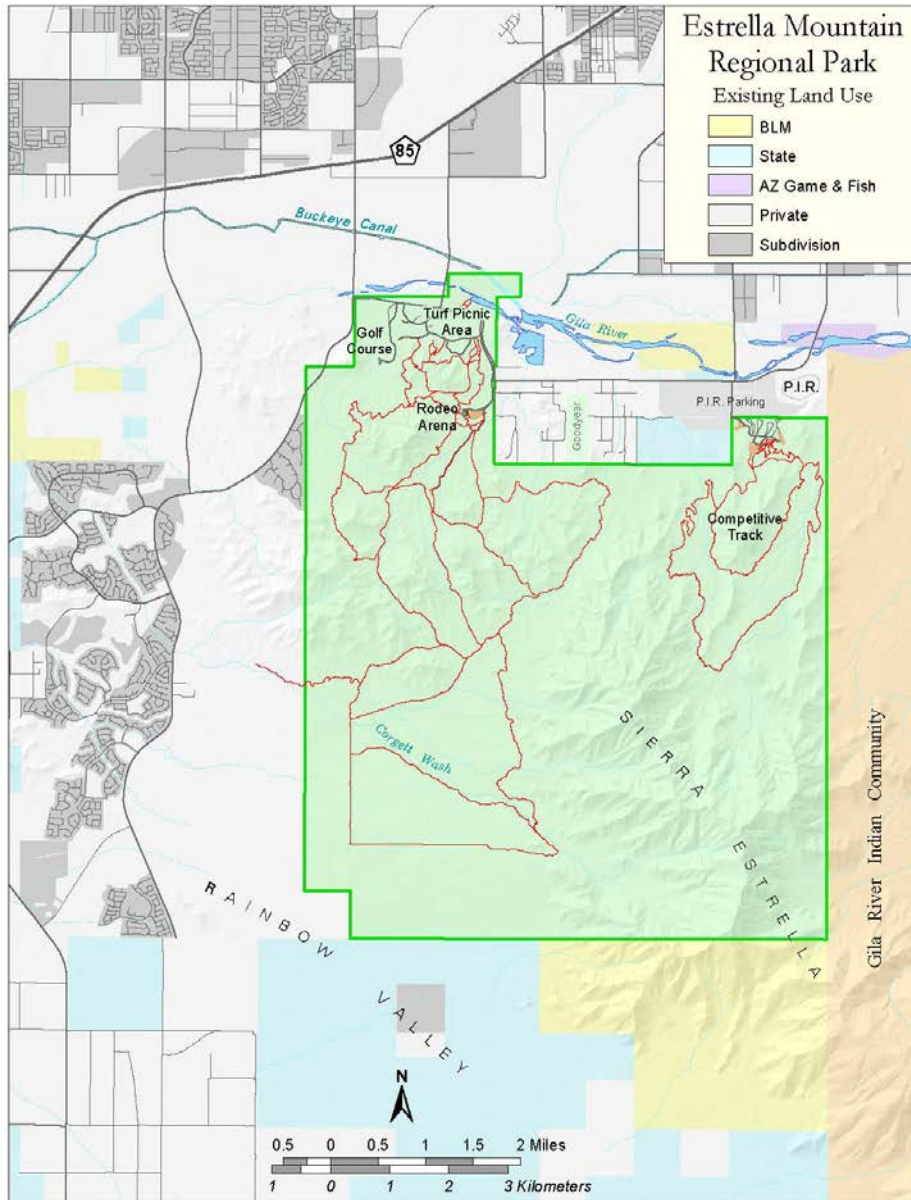 Estrella Mountain
Regional Park
Existing Land Use
BLM
State
AZ Game & Fish
Private
Subdivision
85
Buckeye Canal
Turf Picnic
Area
Golf
Course
Gila River
P.I.R.
P.I.R. Parking
Rodeo
Arena
Goodyear
Competitive
Track
SIERRA ESTRELLA
Gila River Indian Community
Corgett Wash
RAINBOW VALLEY
N
0.5 0 0.5 1 1.5 2 Miles
1 0 1 2 3 Kilometers